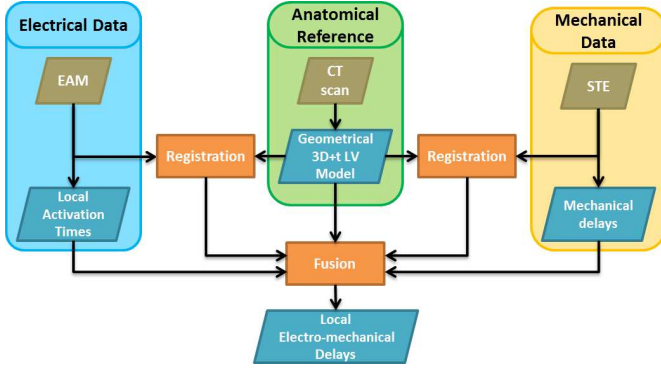 Electrical Data
Anatomical
Reference
Mechanical
Data
EAM
CT
scan
STE
Registration
Geometrical
3D+t LV
Model
Registration
Local
Activation
Times
Mechanical
delays
Fusion
Local
Electro-mechanical
Delays